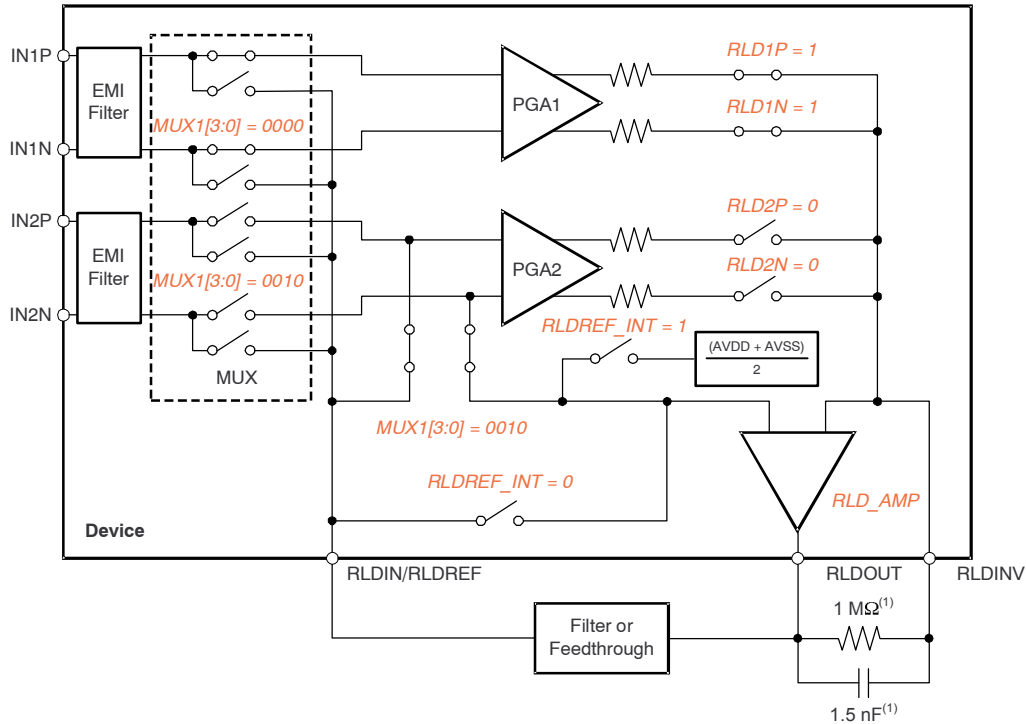 IN1P
EMI
Filter
IN1N
MUX1[3:0] = 0000
PGA1
RLD1P = 1
RLD1N = 1
IN2P
EMI
Filter
IN2N
MUX1[3:0] = 0010
MUX
PGA2
RLD2P = 0
RLD2N = 0
RLDREF_INT = 1
(AVDD + AVSS)
2
MUX1[3:0] = 0010
RLDREF_INT = 0
RLD_AMP
Device
RLDIN/RLDREF
RLDOUT
RLDINV
Filter or
Feedthrough
1 MΩ(1)
1.5 nF(1)